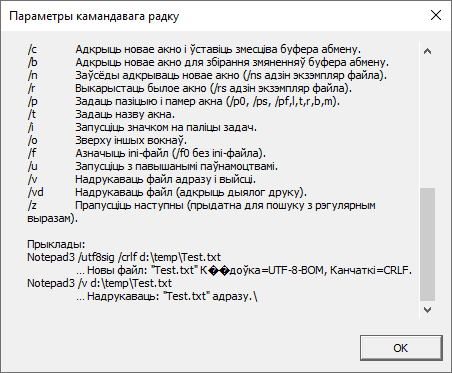 Параметры камандавага радку
/c Адкрыць новае акно і ўставіць змесціва буфера абмену.
/b Адкрыць новае акно для збірання змяненняў буфера абмену.
/n Заўсёды адкрываць новае акно (/ns адзін экзэмпляр файла).
/r Выкарыстаць былое акно (/rs адзін экзэмпляр файла).
/p Задаць пазіцыю і памер акна (/p0, /ps, /pf,l,t,r,b,m).
/t Задаць назву акна.
/i Запусціць значком на паліцы задач.
/o Зверху іншых вокнаў.
/f Азначыць ini-файл (/f0 без ini-файла).
/u Запусціць з павышанымі паўнамоцтвамі.
/v Надрукаваць файл адразу і выйсці.
/vd Надрукаваць файл (адкрыць дыялог друку).
/z Прапусціць наступны (прыдатна для пошуку з рэгулярным
выразам).
Прыклады:
Notepad3 /utf8sig /crlf d:\temp\Test.txt
... Новы файл: "Test.txt" К��доўка=UTF-8-BOM, Канчаткі=CRLF.
Notepad3 /v d:\temp\Test.txt
... Надрукаваць: "Test.txt" адразу.\
OK